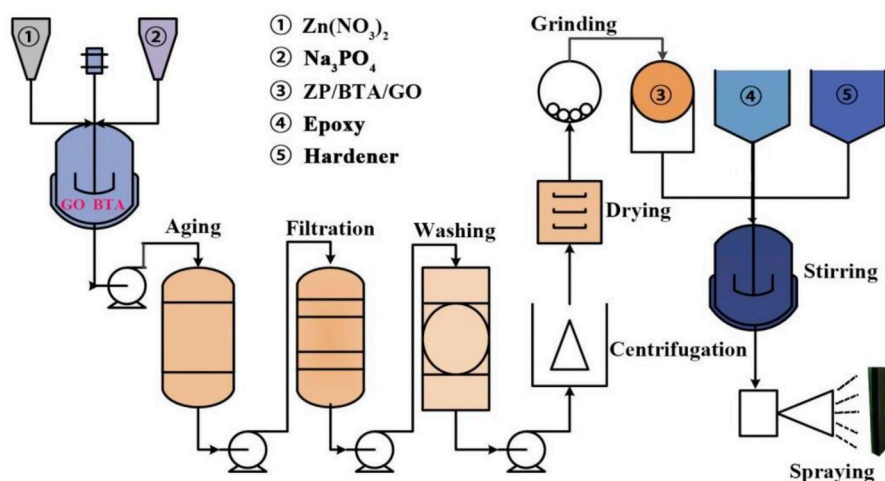 ①
②
① Zn(NO₃)₂
② Na₃PO₄
③ ZP/BTA/GO
④ Epoxy
⑤ Hardener
Grinding
③
④
⑤
GO BTA
Drying
Aging
Filtration
Washing
Stirring
Centrifugation
Spraying